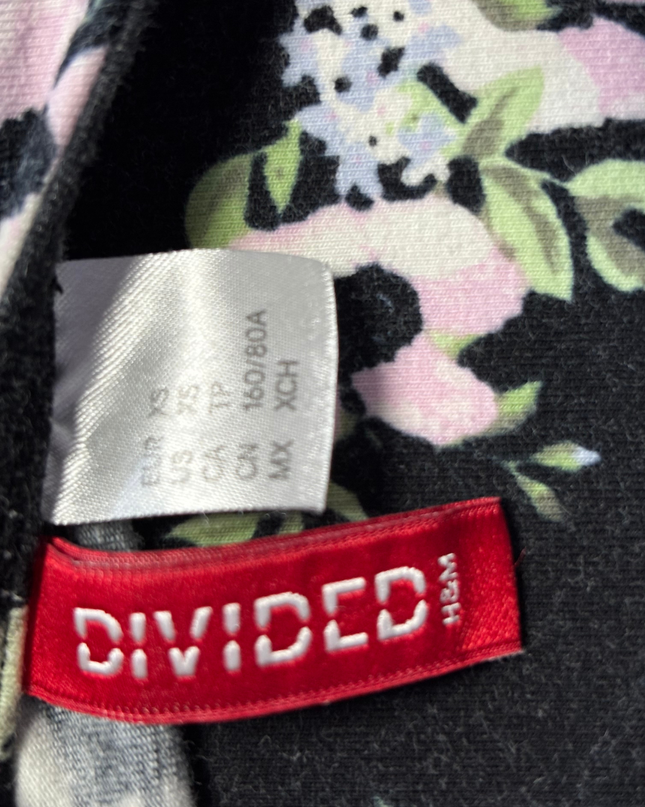 EUR XS
US XS
CA TP
CN 160/80A
MX XCH
DIVIDED
H&M